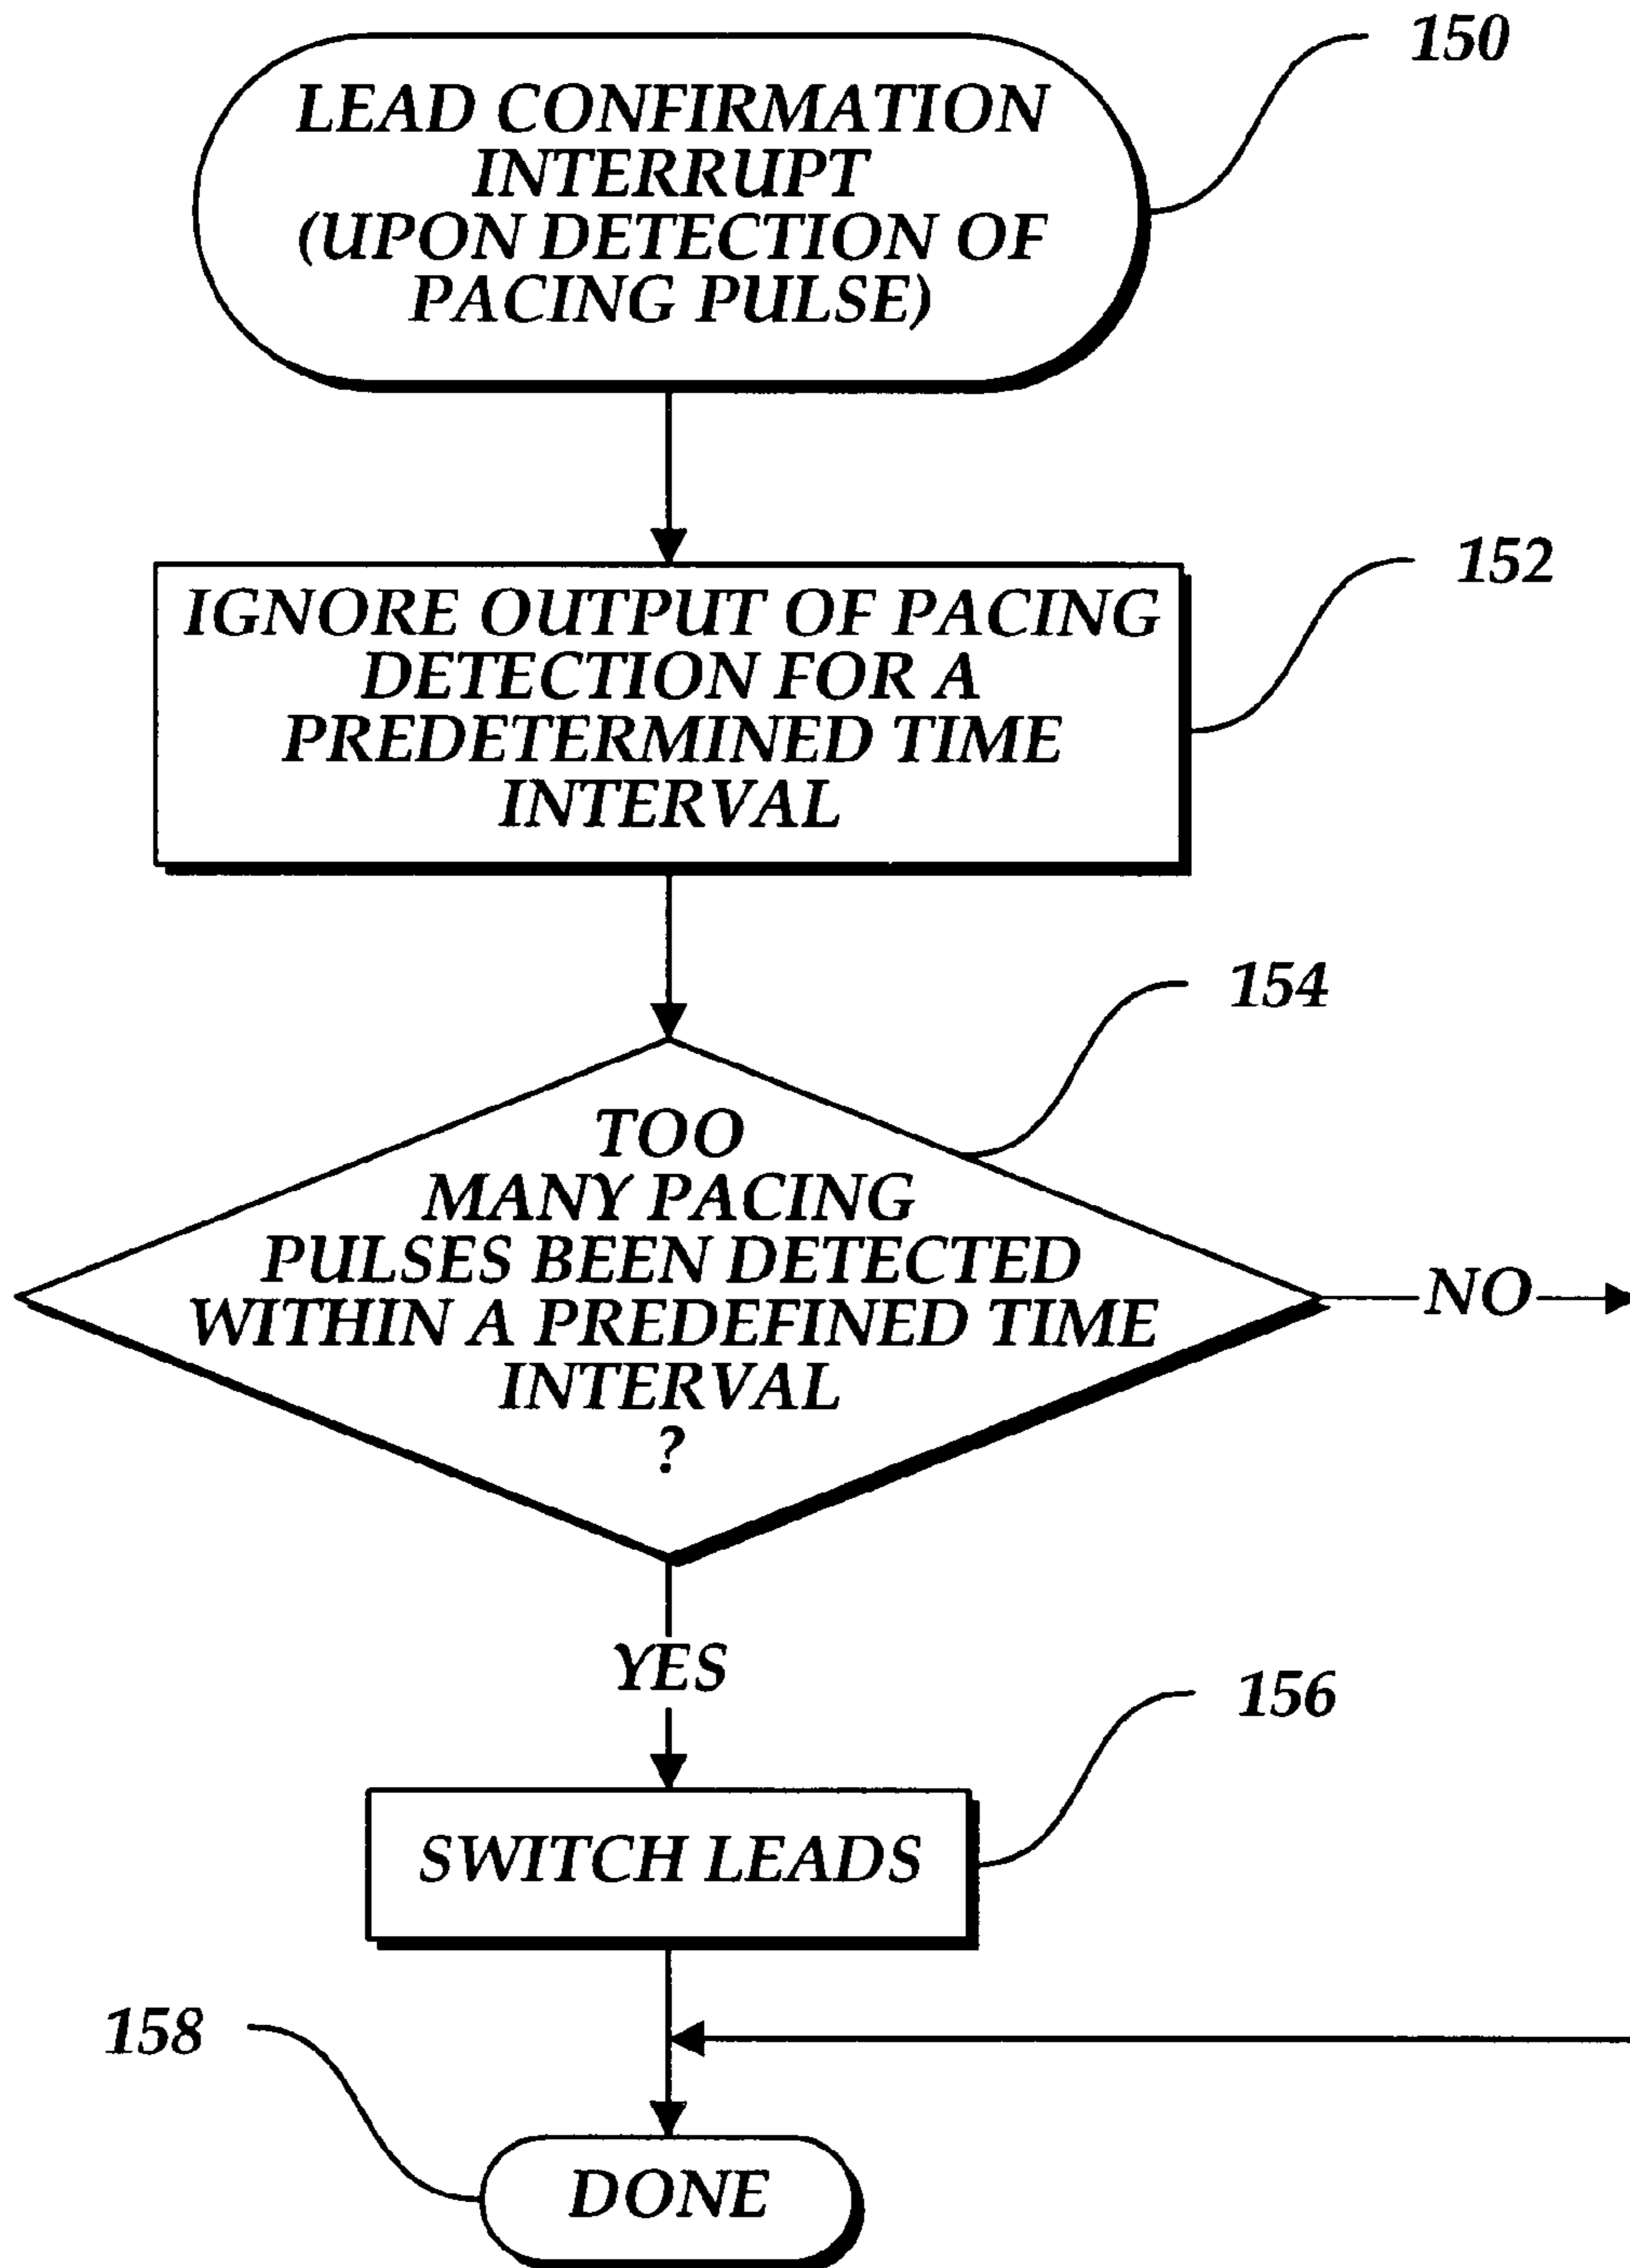 150
LEAD CONFIRMATION
INTERRUPT
(UPON DETECTION OF
PACING PULSE)
152
IGNORE OUTPUT OF PACING
DETECTION FOR A
PREDETERMINED TIME
INTERVAL
154
TOO
MANY PACING
PULSES BEEN DETECTED
WITHIN A PREDEFINED TIME
INTERVAL
?
NO
YES
156
SWITCH LEADS
158
DONE